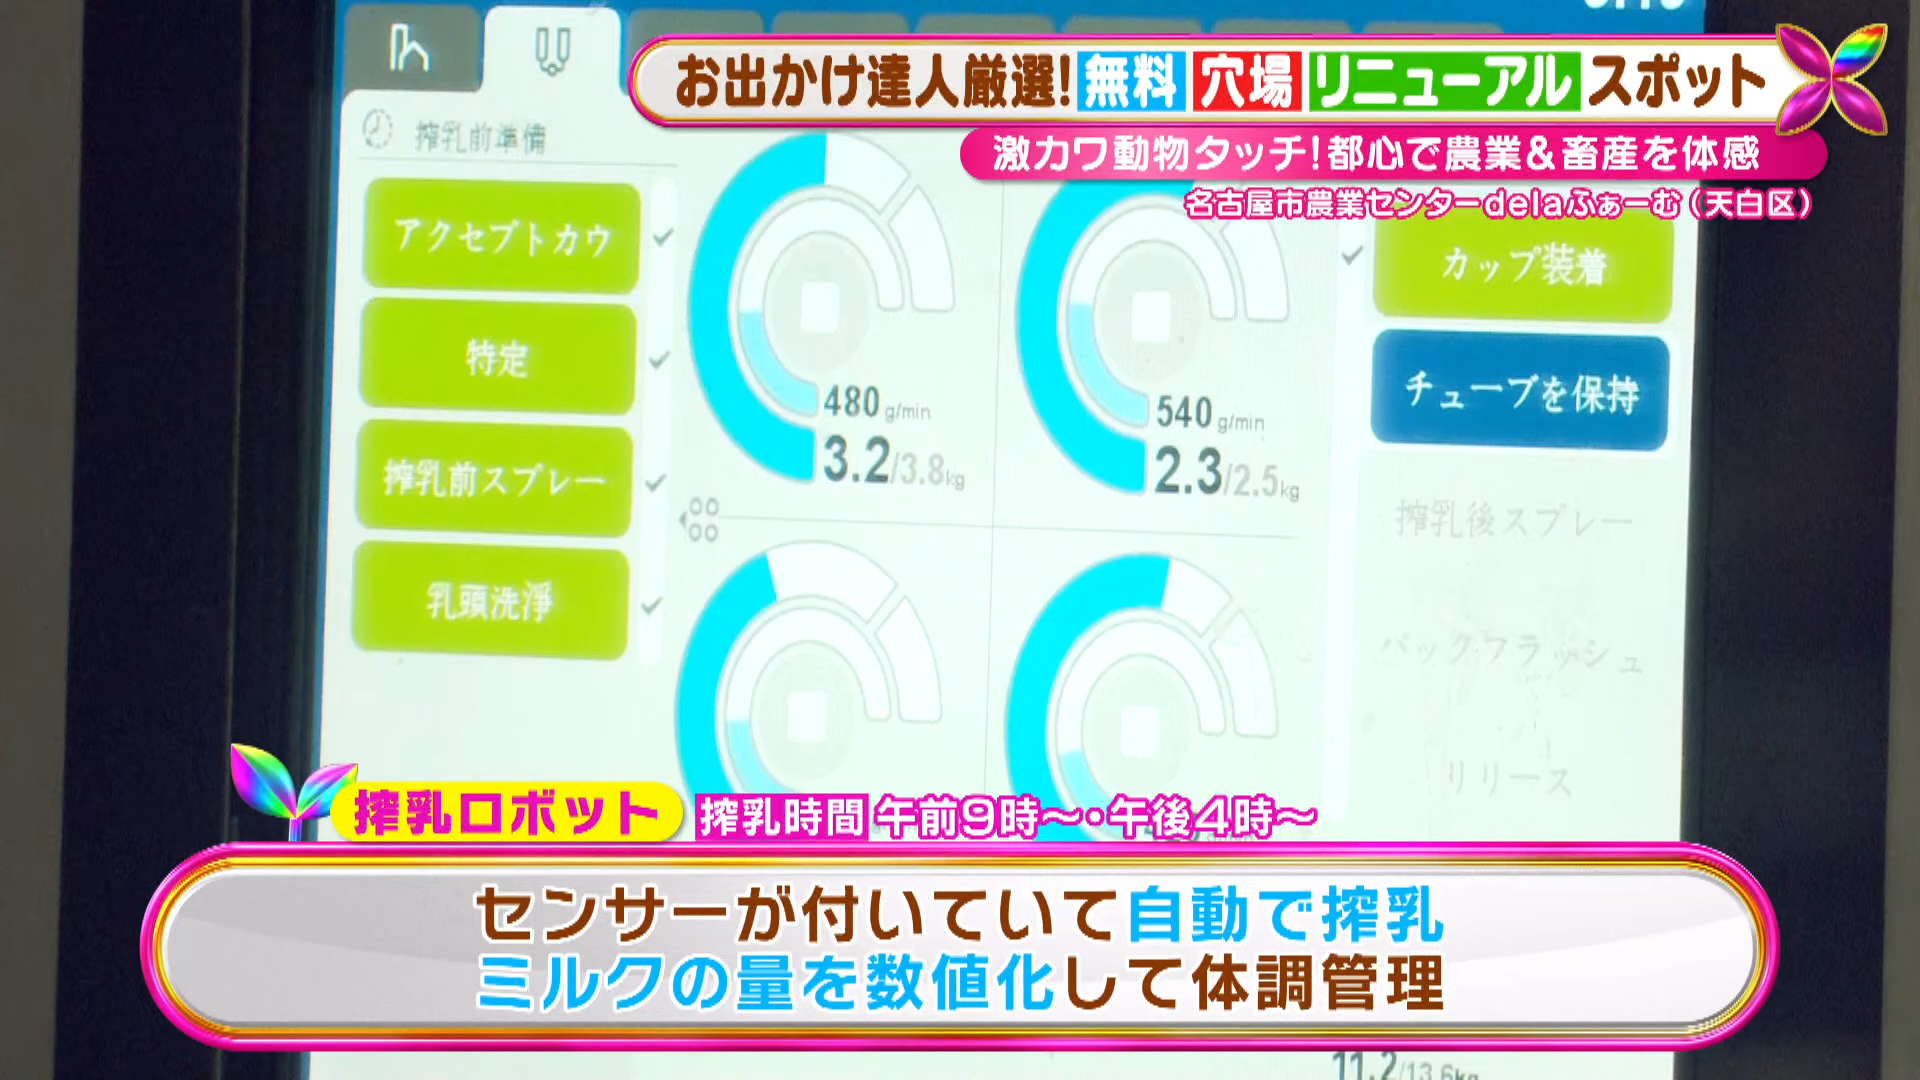 お出かけ達人厳選!無料穴場リニューアルスポット
激カワ動物タッチ!都心で農業&畜産を体感
名古屋市農業センターdelaふぁーむ(天白区)
搾乳前準備
アクセプトカウ
特定
搾乳前スプレー
乳頭洗浄
480 g/min
3.2/3.8kg
540 g/min
2.3/2.5kg
カップ装着
チューブを保持
搾乳後スプレー
バックフラッシュ
リリース
搾乳ロボット
搾乳時間 午前9時~・午後4時~
センサーが付いていて自動で搾乳
ミルクの量を数値化して体調管理
11.2/13.6kg